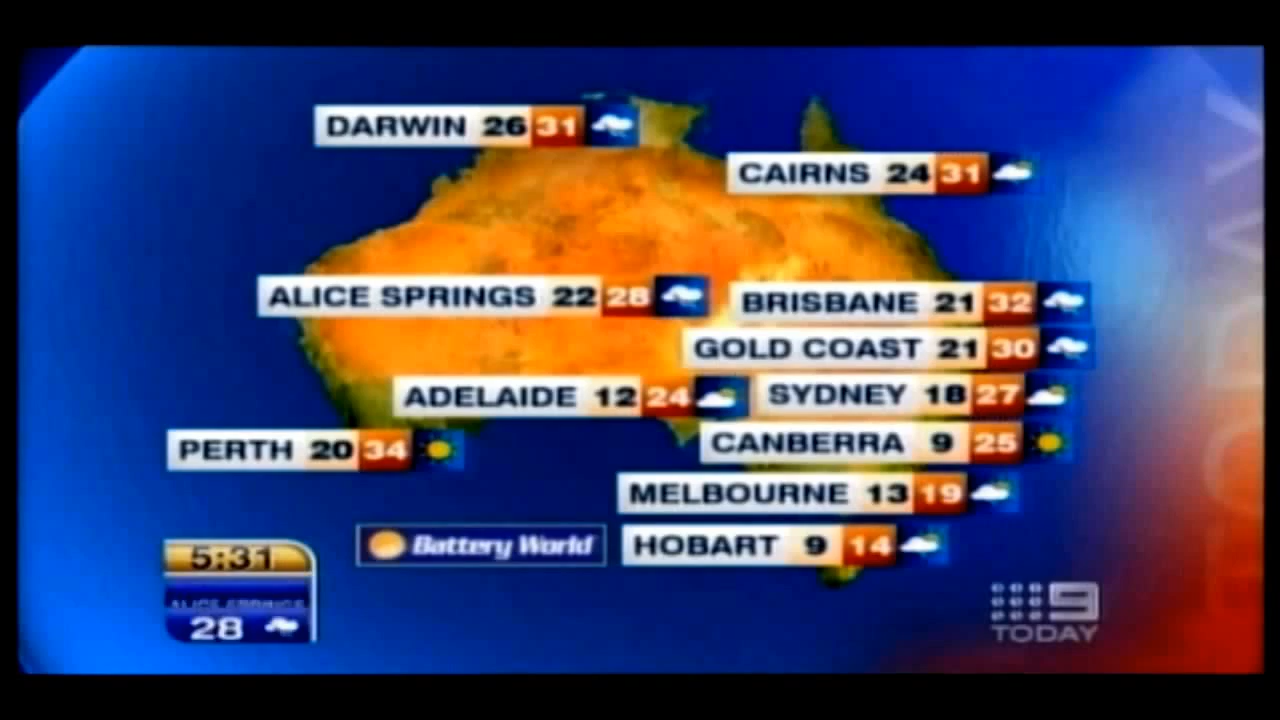 DARWIN 26 31
CAIRNS 24 31
ALICE SPRINGS 22 28
BRISBANE 21 32
GOLD COAST 21 30
ADELAIDE 12 24
SYDNEY 18 27
PERTH 20 34
CANBERRA 9 25
MELBOURNE 13 19
Battery World
HOBART 9 14
5:31
ALICE SPRINGS
28
9
TODAY